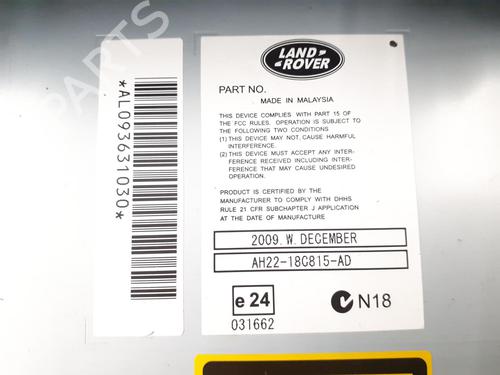 PARTS
*AL093631030*
LAND
ROVER
PART NO.
MADE IN MALAYSIA
THIS DEVICE COMPLIES WITH PART 15 OF
THE FCC RULES. OPERATION IS SUBJECT TO
THE FOLLOWING TWO CONDITIONS
(1) THIS DEVICE MAY NOT, CAUSE HARMFUL
INTERFERENCE.
(2) THIS DEVICE MUST ACCEPT ANY INTER-
FERENCE RECEIVED INCLUDING INTER-
FERENCE THAT MAY CAUSE UNDESIRED
OPERATION.
PRODUCT IS CERTIFIED BY THE
MANUFACTURER TO COMPLY WITH DHHS
RULE 21 CFR SUBCHAPTER J APPLICATION
AT THE DATE OF MANUFACTURE
2009. W. DECEMBER
AH22-18C815-AD
e 24
N18
031662